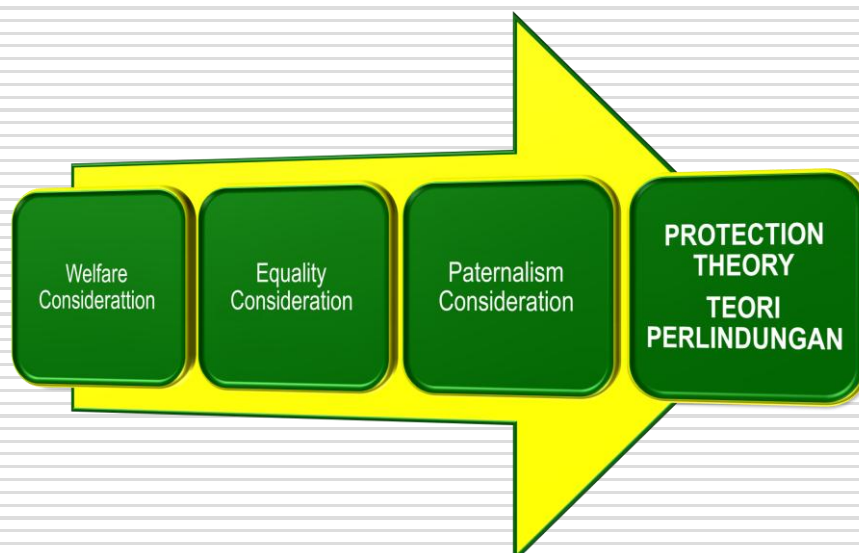 Welfare
Considerattion
Equality
Consideration
Paternalism
Consideration
PROTECTION
THEORY
TEORI
PERLINDUNGAN